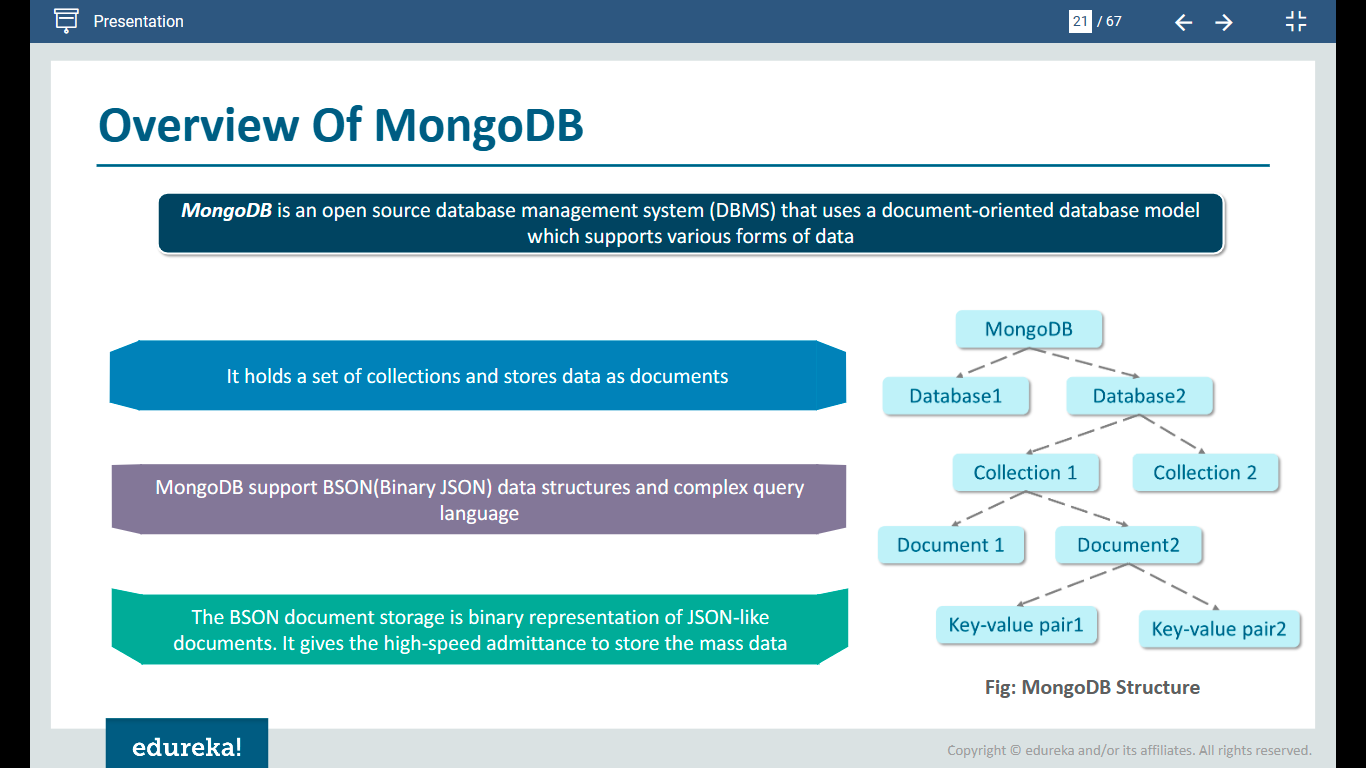 Presentation
21 / 67
Overview Of MongoDB
MongoDB is an open source database management system (DBMS) that uses a document-oriented database model
which supports various forms of data
It holds a set of collections and stores data as documents
MongoDB support BSON(Binary JSON) data structures and complex query
language
The BSON document storage is binary representation of JSON-like
documents. It gives the high-speed admittance to store the mass data
MongoDB
Database1
Database2
Collection 1
Collection 2
Document 1
Document2
Key-value pair1
Key-value pair2
Fig: MongoDB Structure
edureka!
Copyright © edureka and/or its affiliates. All rights reserved.